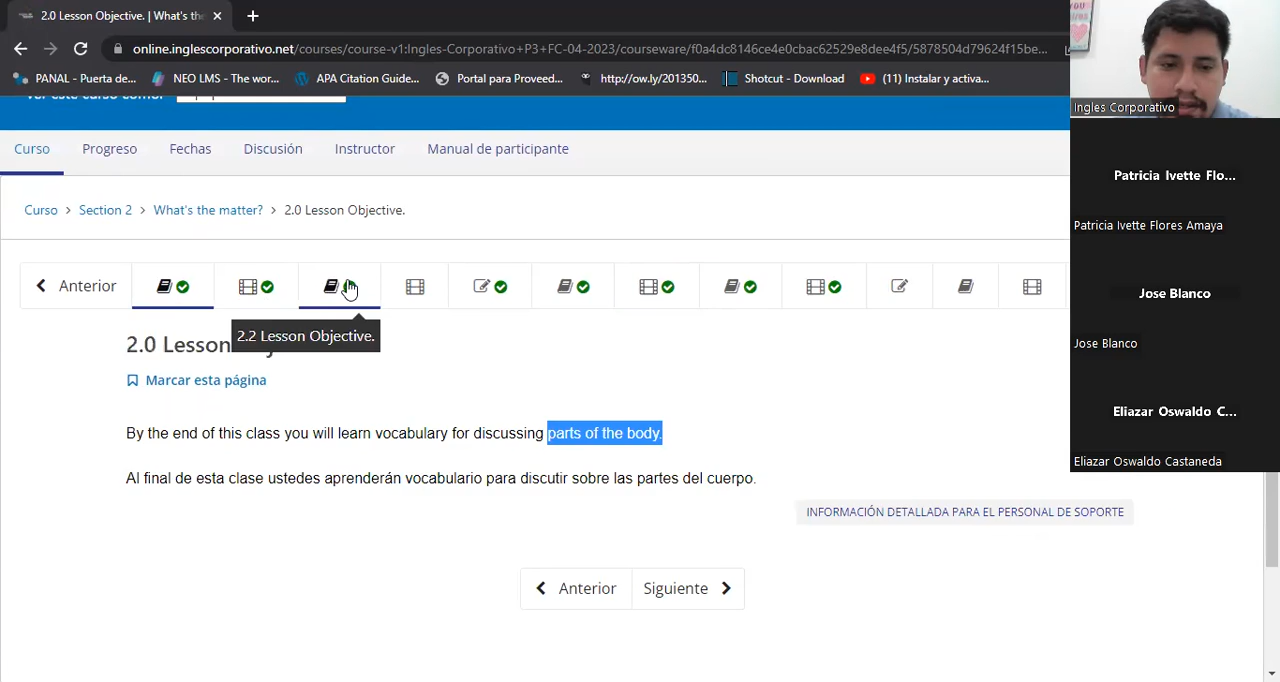 2.0 Lesson Objective. | What's the
online.inglescorporativo.net/courses/course-v1:Ingles-Corporativo+P3+FC-04-2023/courseware/f0a4dc8146ce4e0cbac62529e8dee4f5/5878504d79624f15be...
PANAL - Puerta de... NEO LMS - The wor... APA Citation Guide... Portal para Proveed... http://ow.ly/201350... Shotcut - Download (11) Instalar y activa...
Ver este curso como:
Curso Progreso Fechas Discusión Instructor Manual de participante
Curso > Section 2 > What's the matter? > 2.0 Lesson Objective.
Anterior
2.2 Lesson Objective.
2.0 Lesson
Marcar esta página
By the end of this class you will learn vocabulary for discussing parts of the body.
Al final de esta clase ustedes aprenderán vocabulario para discutir sobre las partes del cuerpo.
INFORMACIÓN DETALLADA PARA EL PERSONAL DE SOPORTE
Anterior Siguiente
YOU
Ingles Corporativo
Patricia Ivette Flo...
Patricia Ivette Flores Amaya
Jose Blanco
Jose Blanco
Eliazar Oswaldo C...
Eliazar Oswaldo Castaneda